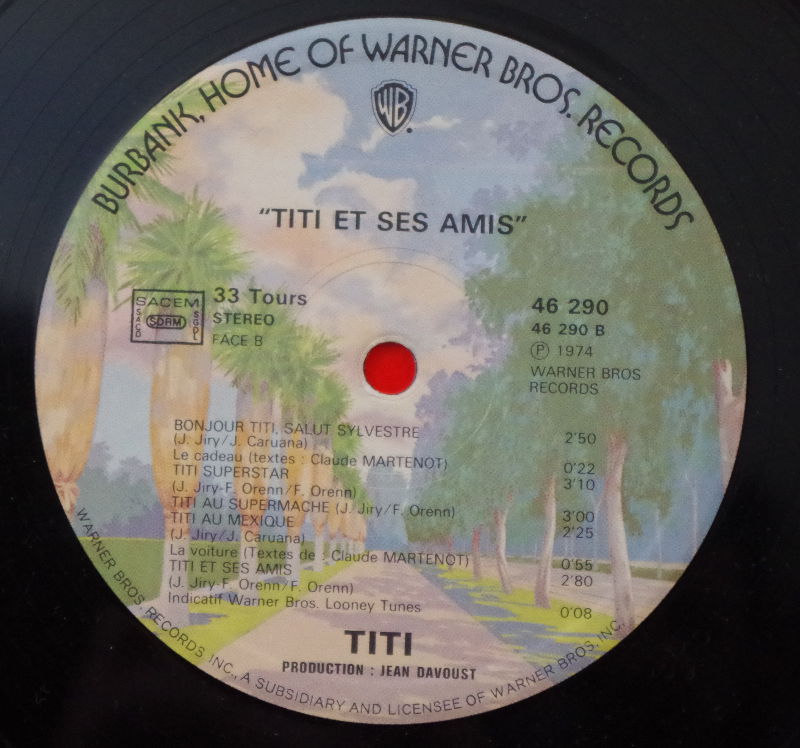 BURBANK, HOME OF WARNER BROS. RECORDS
WB
"TITI ET SES AMIS"
SACEM
SACD
SDRM
SGDL
33 Tours
STEREO
FACE B
46 290
46 290 B
Ⓟ 1974
WARNER BROS
RECORDS
BONJOUR TITI, SALUT SYLVESTRE
(J. Jiry/J. Caruana) 2'50
Le cadeau (textes : Claude MARTENOT) 0'22
TITI SUPERSTAR 3'10
(J. Jiry-F. Orenn/F. Orenn)
TITI AU SUPERMACHE (J. Jiry/F. Orenn) 3'00
TITI AU MEXIQUE 2'25
(J. Jiry/J. Caruana)
La voiture (Textes de : Claude MARTENOT) 0'55
TITI ET SES AMIS 2'80
(J. Jiry-F. Orenn/F. Orenn)
Indicatif Warner Bros. Looney Tunes 0'08
TITI
PRODUCTION : JEAN DAVOUST
WARNER BROS. RECORDS INC., A SUBSIDIARY AND LICENSEE OF WARNER BROS., INC.